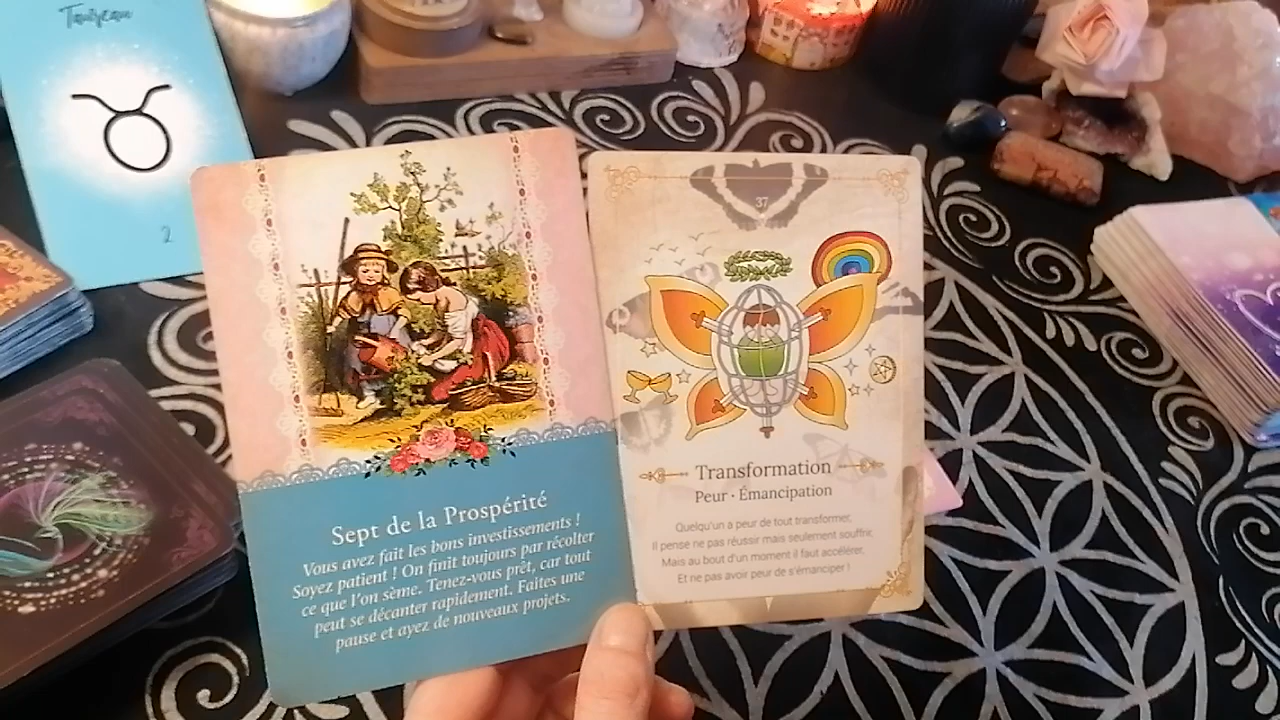 Taureau
2
Sept de la Prospérité
Vous avez fait les bons investissements !
Soyez patient ! On finit toujours par récolter
ce que l'on sème. Tenez-vous prêt, car tout
peut se décanter rapidement. Faites une
pause et ayez de nouveaux projets.
37
Transformation
Peur · Émancipation
Quelqu'un a peur de tout transformer,
Il pense ne pas réussir mais seulement souffrir,
Mais au bout d'un moment il faut accélérer,
Et ne pas avoir peur de s'émanciper !